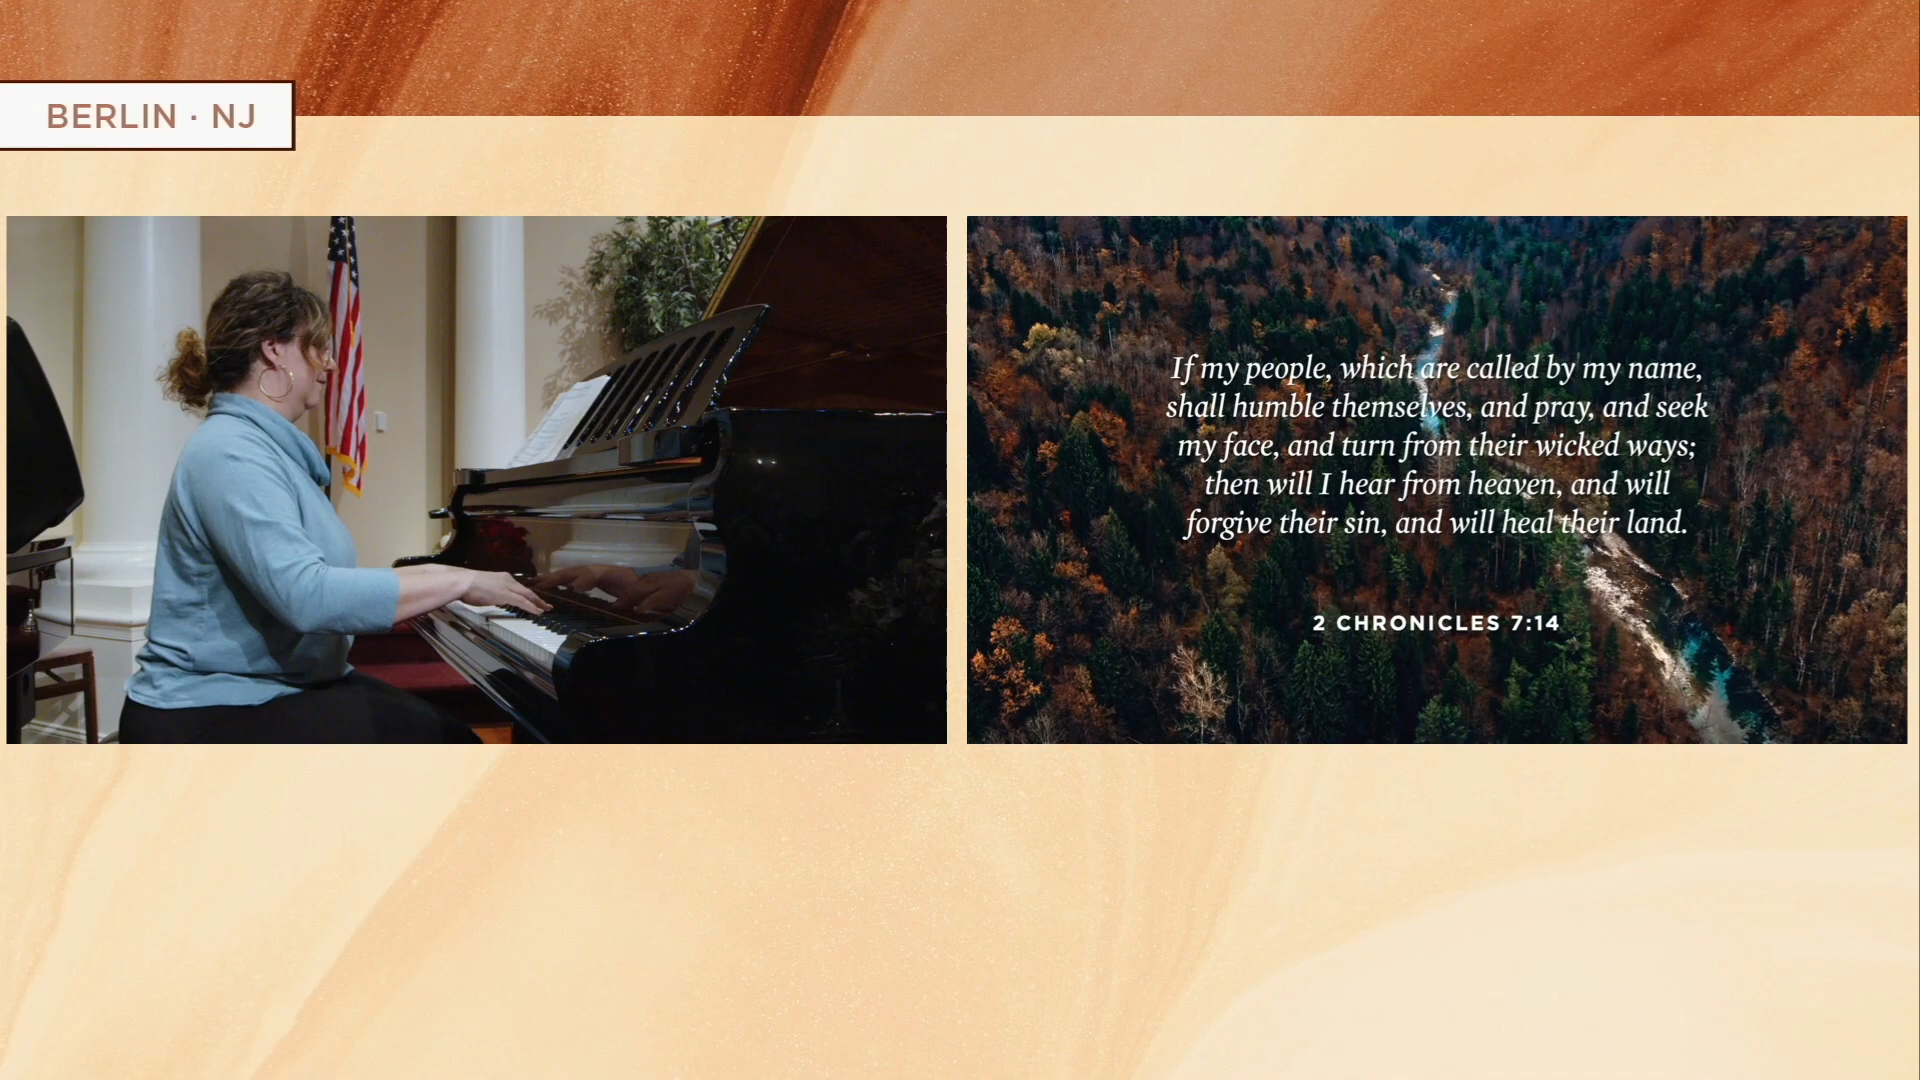 BERLIN · NJ
If my people, which are called by my name,
shall humble themselves, and pray, and seek
my face, and turn from their wicked ways;
then will I hear from heaven, and will
forgive their sin, and will heal their land.
2 CHRONICLES 7:14